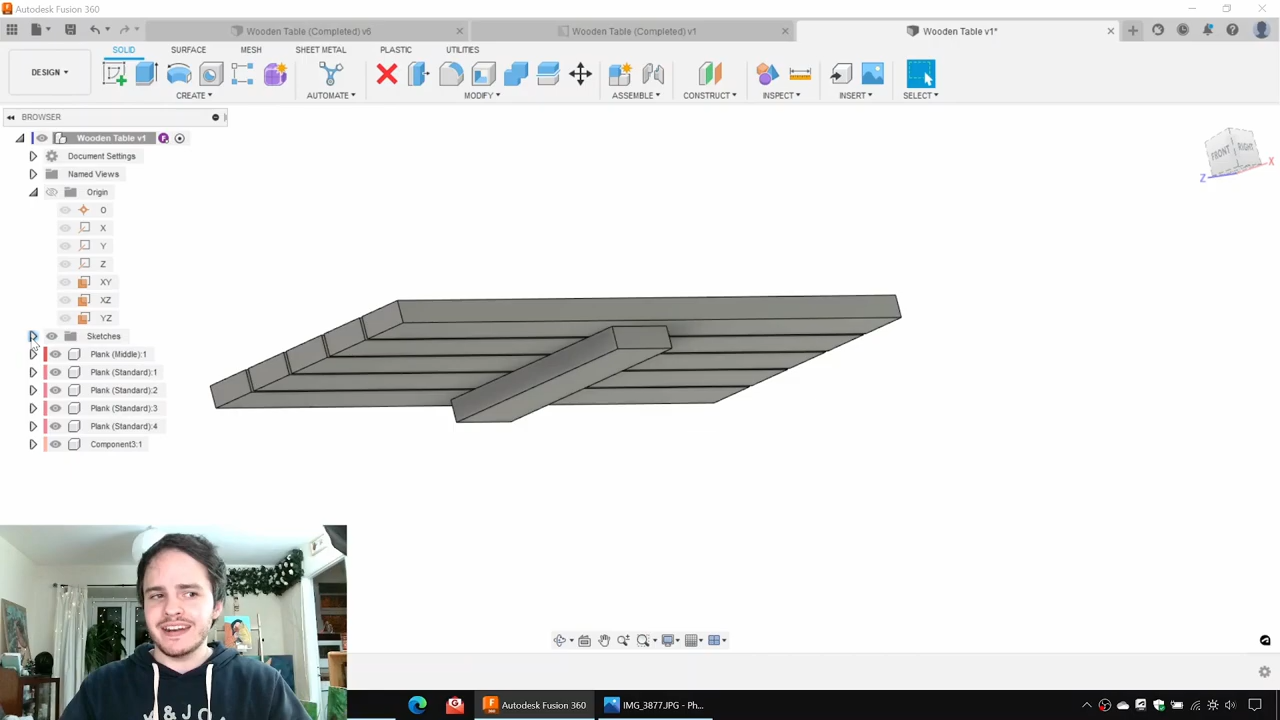 Autodesk Fusion 360
Wooden Table (Completed) v6
Wooden Table (Completed) v1
Wooden Table v1*
DESIGN
SOLID
SURFACE
MESH
SHEET METAL
PLASTIC
UTILITIES
CREATE
AUTOMATE
MODIFY
ASSEMBLE
CONSTRUCT
INSPECT
INSERT
SELECT
BROWSER
Wooden Table v1
Document Settings
Named Views
Origin
O
X
Y
Z
XY
XZ
YZ
Sketches
Plank (Middle):1
Plank (Standard):1
Plank (Standard):2
Plank (Standard):3
Plank (Standard):4
Component3:1
FRONT
RIGHT
Z
X
Autodesk Fusion 360
IMG_3877.JPG - Ph...